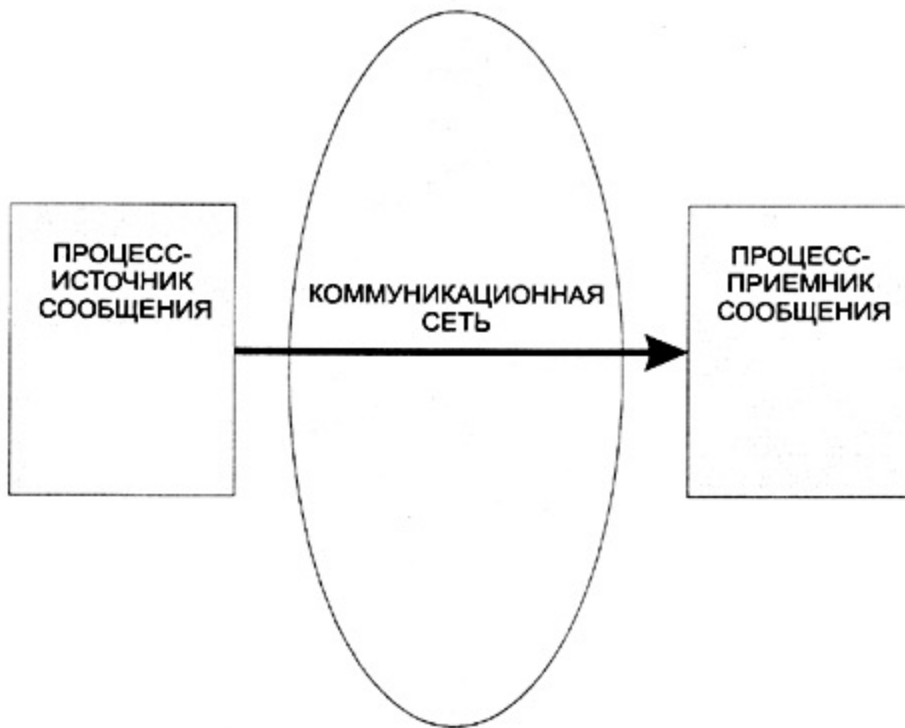 ПРОЦЕСС-
ИСТОЧНИК
СООБЩЕНИЯ
КОММУНИКАЦИОННАЯ
СЕТЬ
ПРОЦЕСС-
ПРИЕМНИК
СООБЩЕНИЯ